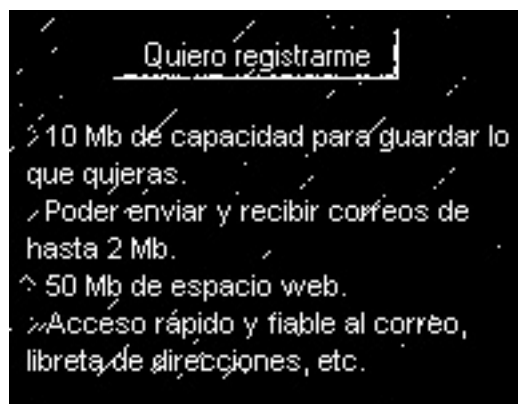 Quiero registrarme
10 Mb de capacidad para guardar lo
que quieras.
Poder enviar y recibir correos de
hasta 2 Mb.
50 Mb de espacio web.
Acceso rápido y fiable al correo,
libreta de direcciones, etc.